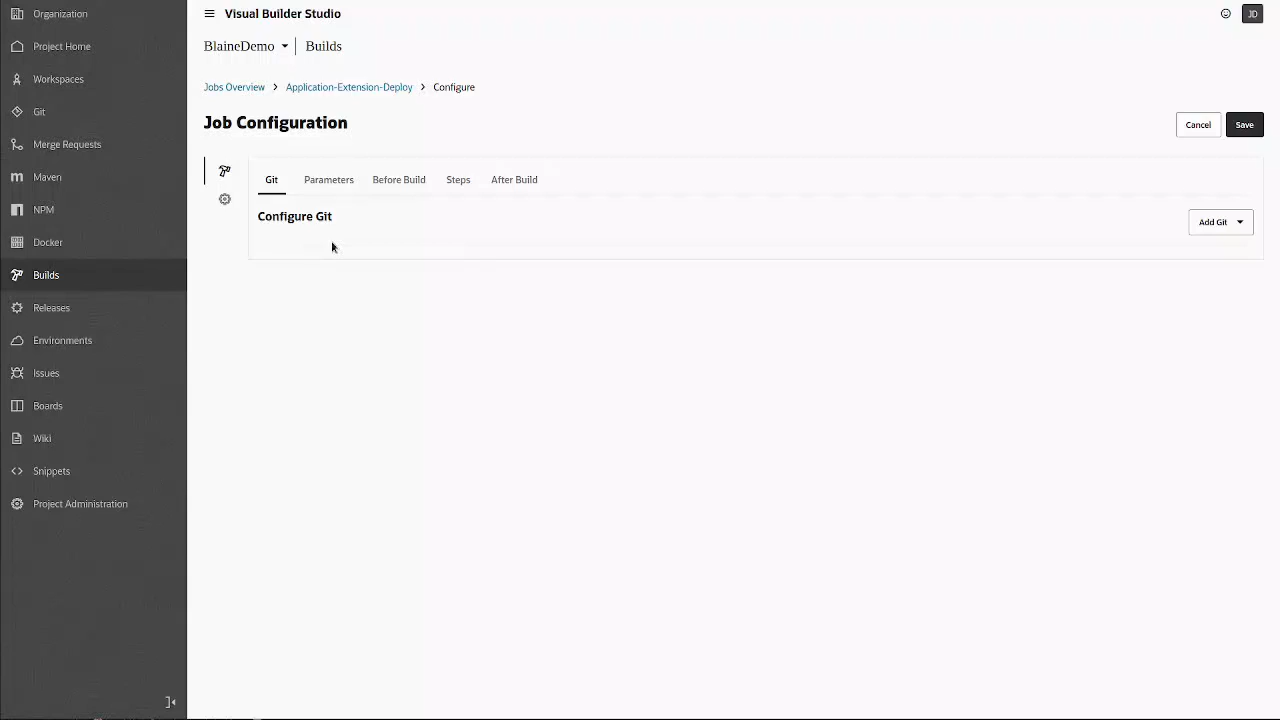 Organization
Project Home
Workspaces
Git
Merge Requests
Maven
NPM
Docker
Builds
Releases
Environments
Issues
Boards
Wiki
Snippets
Project Administration
Visual Builder Studio
JD
BlaineDemo
Builds
Jobs Overview > Application-Extension-Deploy > Configure
Job Configuration
Cancel
Save
Git
Parameters
Before Build
Steps
After Build
Configure Git
Add Git